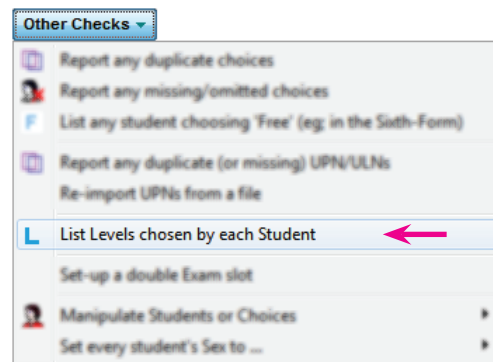 Other Checks
Report any duplicate choices
Report any missing/omitted choices
F List any student choosing 'Free' (eg; in the Sixth-Form)
Report any duplicate (or missing) UPN/ULNs
Re-import UPNs from a file
L List Levels chosen by each Student
Set-up a double Exam slot
Manipulate Students or Choices
Set every student's Sex to ...